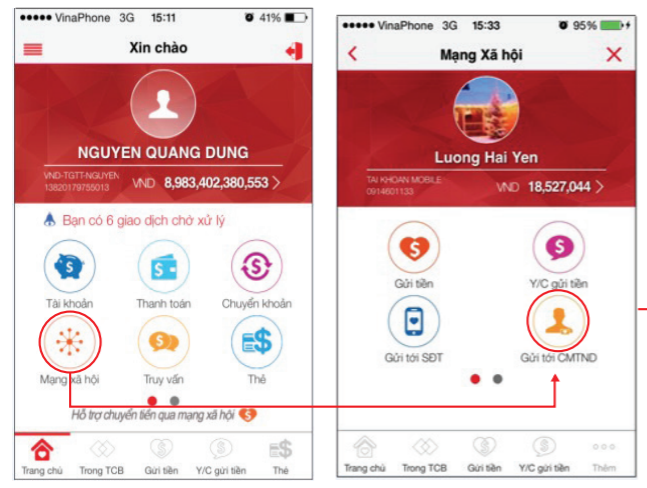 VinaPhone 3G 15:11 41%
Xin chào
NGUYEN QUANG DUNG
VND-TGTT-NGUYEN
13820179755013
VND 8,983,402,380,553
Bạn có 6 giao dịch chờ xử lý
Tài khoản Thanh toán Chuyển khoản
Mạng xã hội Truy vấn Thẻ
Hỗ trợ chuyển tiền qua mạng xã hội
Trang chủ Trong TCB Gửi tiền Y/C gửi tiền Thẻ
VinaPhone 3G 15:33 95%
Mạng Xã hội
Luong Hai Yen
TAI KHOAN MOBILE
0914601133
VND 18,527,044
Gửi tiền Y/C gửi tiền
Gửi tới SĐT Gửi tới CMTND
Trang chủ Trong TCB Gửi tiền Y/C gửi tiền Thêm